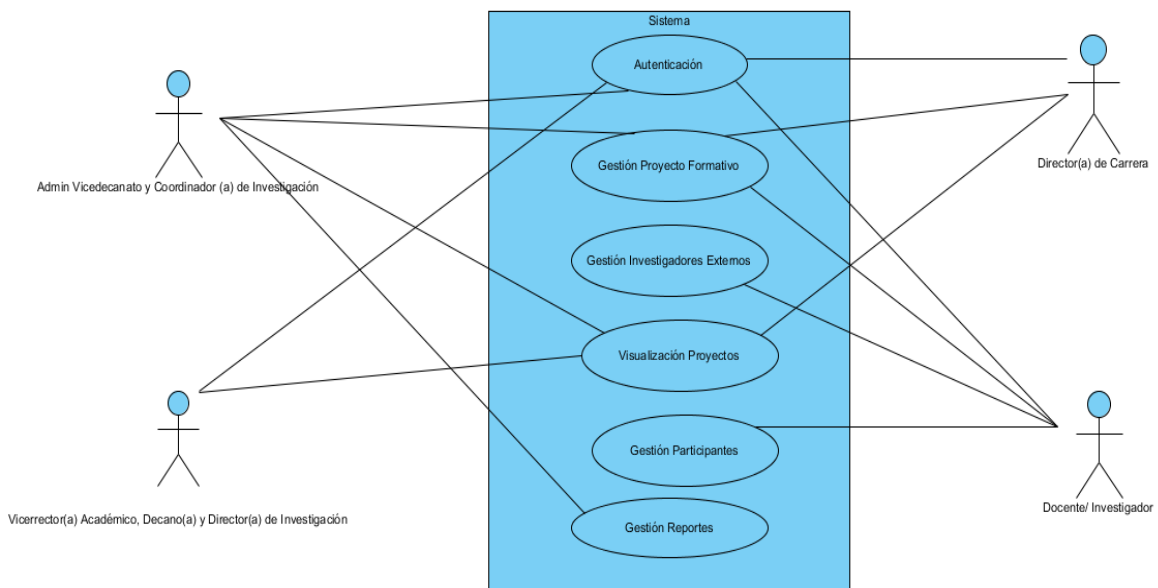 Sistema
Autenticación
Admin Vicedecanato y Coordinador (a) de Investigación
Director(a) de Carrera
Gestión Proyecto Formativo
Gestión Investigadores Externos
Visualización Proyectos
Gestión Participantes
Vicerrector(a) Académico, Decano(a) y Director(a) de Investigación
Docente/ Investigador
Gestión Reportes